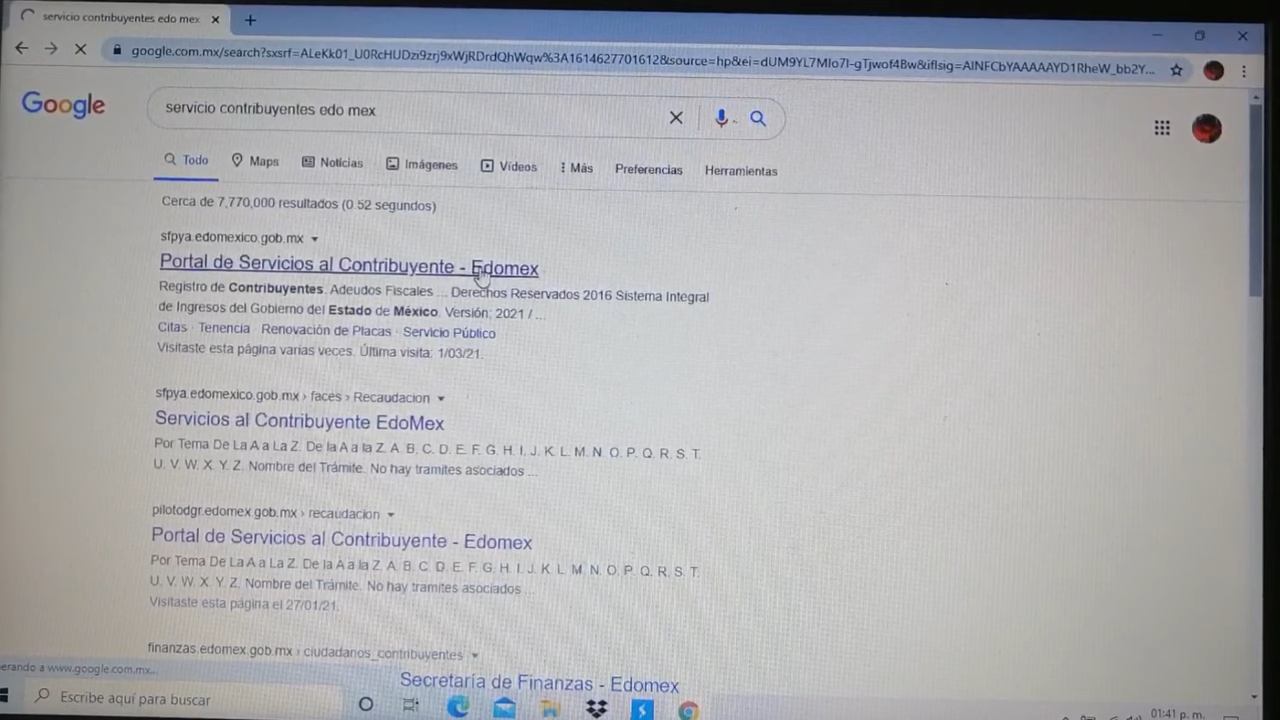 servicio contribuyentes edo mex
google.com.mx/search?sxsrf=ALeKk01_U0RcHUDzi9zrj9xWjRDrdQhWqw%3A1614627701612&source=hp&ei=dUM9YL7MIo7I-gTjwof4Bw&iflsig=AINFCbYAAAAAYD1RheW_bb2Y...
Google
servicio contribuyentes edo mex
Todo Maps Noticias Imágenes Vídeos Más Preferencias Herramientas
Cerca de 7,770,000 resultados (0.52 segundos)
sfpya.edomexico.gob.mx
Portal de Servicios al Contribuyente - Edomex
Registro de Contribuyentes. Adeudos Fiscales ... Derechos Reservados 2016 Sistema Integral
de Ingresos del Gobierno del Estado de México. Versión: 2021 / ...
Citas · Tenencia · Renovación de Placas · Servicio Público
Visitaste esta página varias veces. Última visita: 1/03/21.
sfpya.edomexico.gob.mx › faces › Recaudacion
Servicios al Contribuyente EdoMex
Por Tema De La A a La Z. De la A a la Z. A. B. C. D. E. F. G. H. I. J. K. L. M. N. O. P. Q. R. S. T.
U. V. W. X. Y. Z. Nombre del Trámite. No hay tramites asociados ...
pilotodgr.edomex.gob.mx › recaudacion
Portal de Servicios al Contribuyente - Edomex
Por Tema De La A a La Z. De la A a la Z. A. B. C. D. E. F. G. H. I. J. K. L. M. N. O. P. Q. R. S. T.
U. V. W. X. Y. Z. Nombre del Trámite. No hay tramites asociados ...
Visitaste esta página el 27/01/21.
finanzas.edomex.gob.mx › ciudadanos_contribuyentes
Secretaría de Finanzas - Edomex
erando a www.google.com.mx...
Escribe aquí para buscar
01:41 p. m.